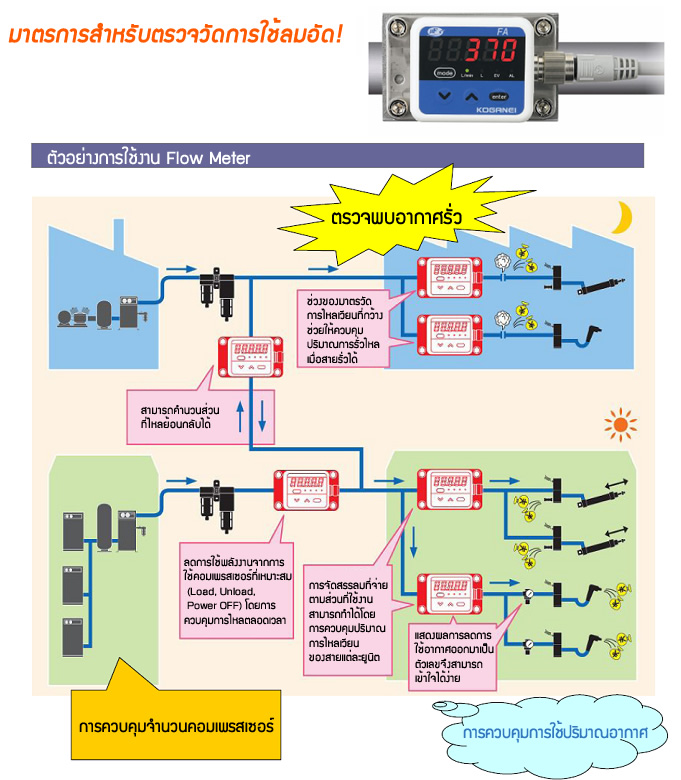 มาตรการสำหรับตรวจวัดการใช้ลมอัด!
FA
370
mode
L/min L SV AL
enter
KOGANEI
ตัวอย่างการใช้งาน Flow Meter
ตรวจพบอากาศรั่ว
ช่วงของมาตรวัด
การไหลเวียนที่กว้าง
ช่วยให้ควบคุม
ปริมาณการรั่วไหล
เมื่อสายรั่วได้
สามารถคำนวนส่วน
ที่ไหลย้อนกลับได้
ลดการใช้พลังงานจากการ
ใช้คอมเพรสเซอร์ที่เหมาะสม
(Load, Unload,
Power OFF) โดยการ
ควบคุมการไหลตลอดเวลา
การจัดสรรลมที่จ่าย
ตามส่วนที่ใช้งาน
สามารถทำได้โดย
การควบคุมปริมาณ
การไหลเวียน
ของสายแต่ละยูนิต
แสดงผลการลดการ
ใช้อากาศออกมาเป็น
ตัวเลขจึงสามารถ
เข้าใจได้ง่าย
การควบคุมจำนวนคอมเพรสเซอร์
การควบคุมการใช้ปริมาณอากาศ